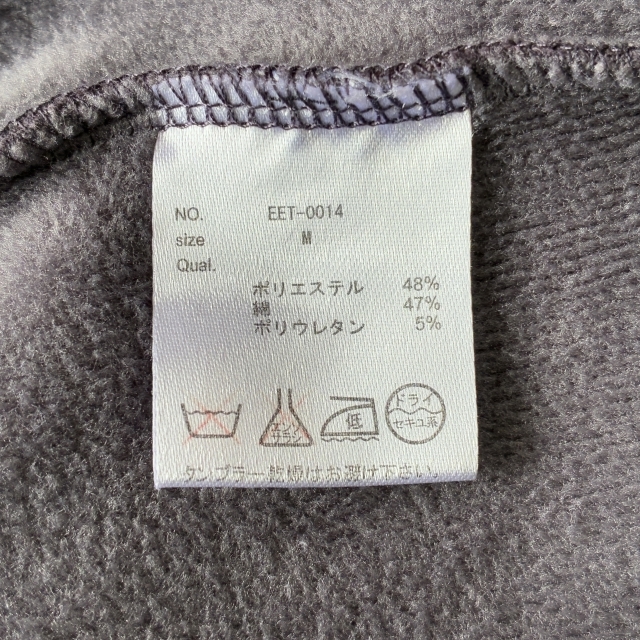 NO. EET-0014
size M
Qual.
ポリエステル 48%
綿 47%
ポリウレタン 5%
エンソ サラシ 低 ドライ セキユ系
タンブラー乾燥はお避け下さい